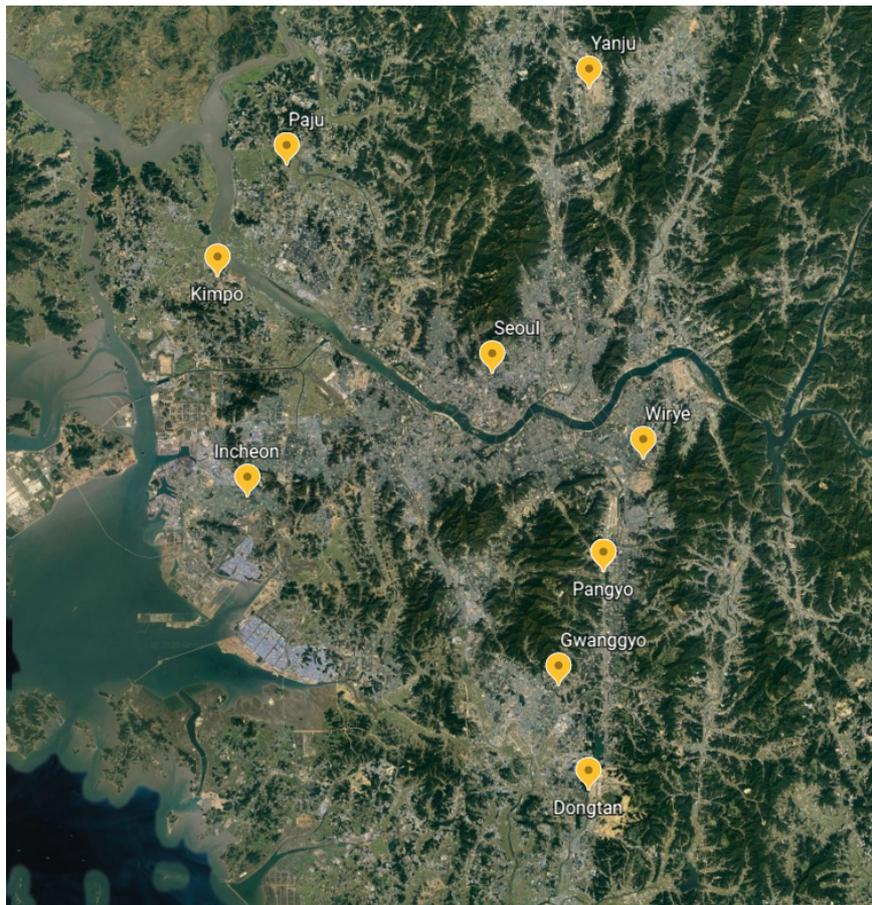 Yanju
Paju
Kimpo
Seoul
Wirye
Incheon
Pangyo
Gwanggyo
Dongtan